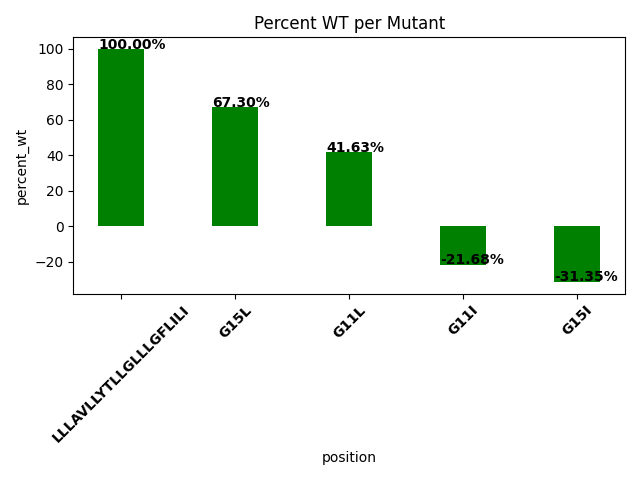 Percent WT per Mutant
percent_wt
100
80
60
40
20
0
−20
100.00%
67.30%
41.63%
-21.68%
-31.35%
LLLAVLLYTLLGLLLGFLILI
G15L
G11L
G11I
G15I
position